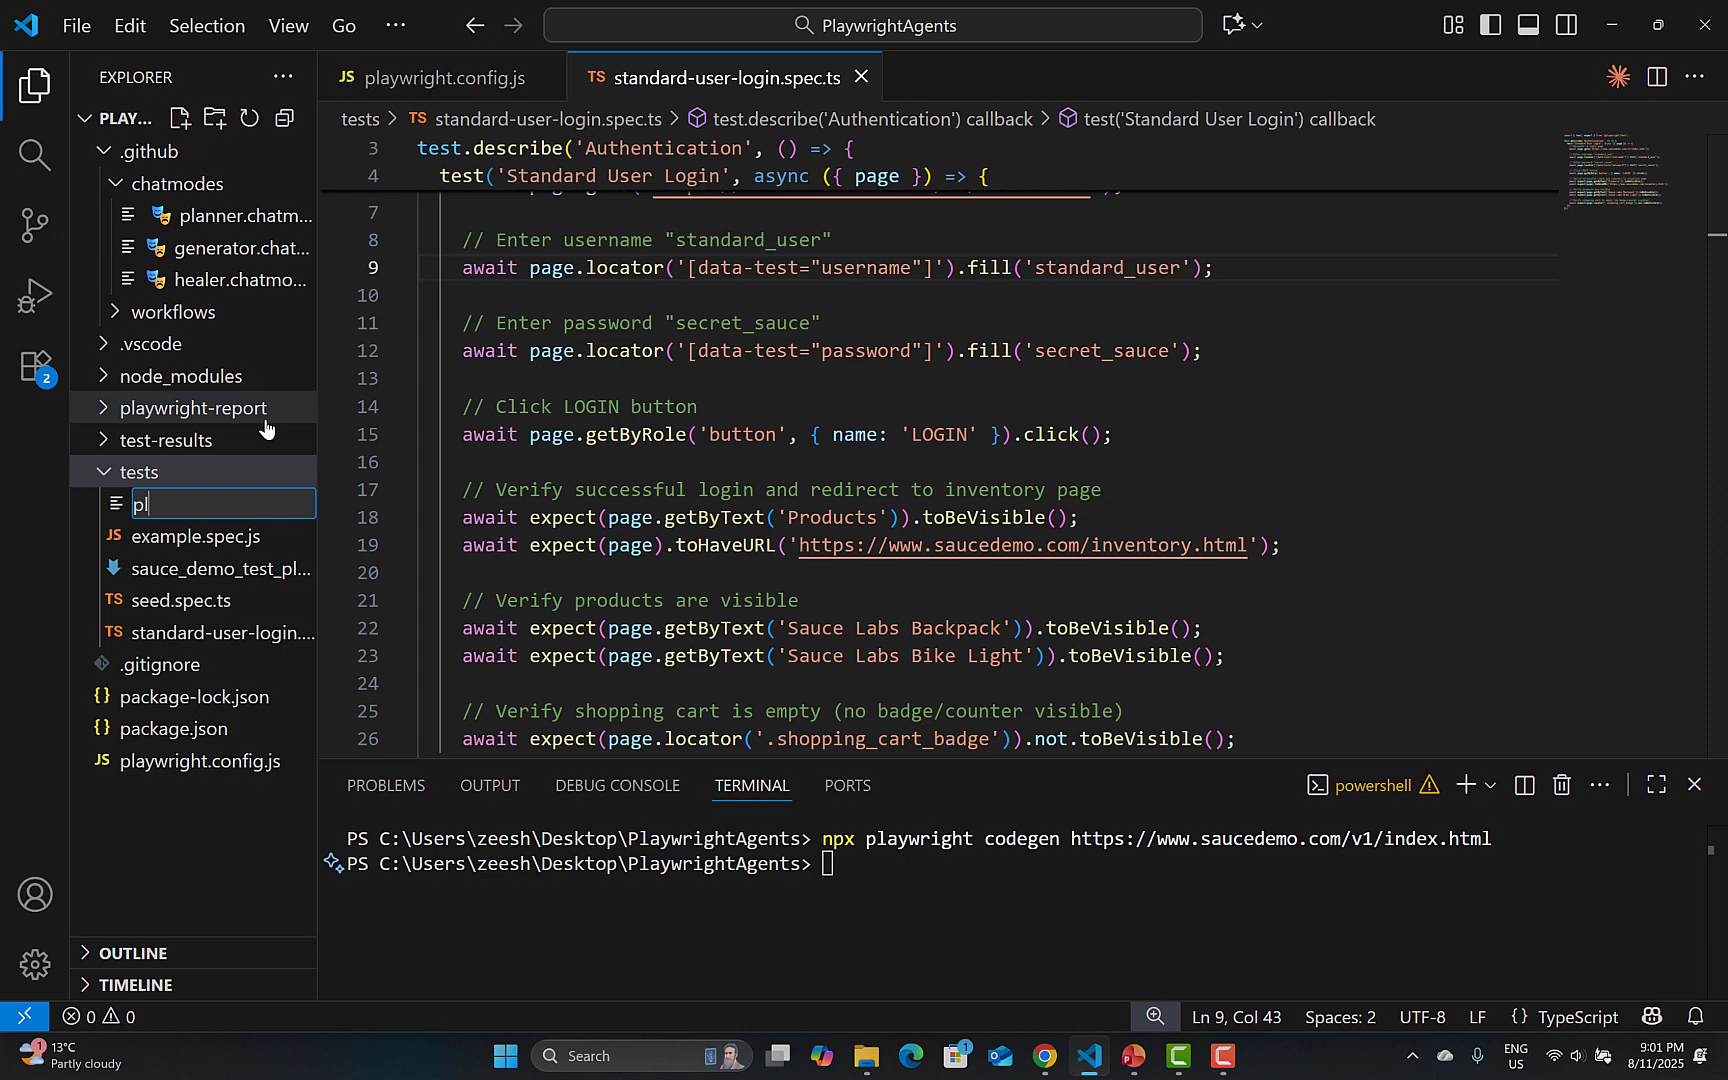 File Edit Selection View Go ··· PlaywrightAgents
EXPLORER ···
PLAY...
.github
chatmodes
planner.chatm...
generator.chat...
healer.chatmo...
workflows
.vscode
node_modules
playwright-report
test-results
tests
pl
JS example.spec.js
sauce_demo_test_pl...
TS seed.spec.ts
TS standard-user-login....
.gitignore
{} package-lock.json
{} package.json
JS playwright.config.js
OUTLINE
TIMELINE
2
JS playwright.config.js
TS standard-user-login.spec.ts
tests > TS standard-user-login.spec.ts > test.describe('Authentication') callback > test('Standard User Login') callback
3 test.describe('Authentication', () => {
4 test('Standard User Login', async ({ page }) => {
7
8 // Enter username "standard_user"
9 await page.locator('[data-test="username"]').fill('standard_user');
10
11 // Enter password "secret_sauce"
12 await page.locator('[data-test="password"]').fill('secret_sauce');
13
14 // Click LOGIN button
15 await page.getByRole('button', { name: 'LOGIN' }).click();
16
17 // Verify successful login and redirect to inventory page
18 await expect(page.getByText('Products')).toBeVisible();
19 await expect(page).toHaveURL('https://www.saucedemo.com/inventory.html');
20
21 // Verify products are visible
22 await expect(page.getByText('Sauce Labs Backpack')).toBeVisible();
23 await expect(page.getByText('Sauce Labs Bike Light')).toBeVisible();
24
25 // Verify shopping cart is empty (no badge/counter visible)
26 await expect(page.locator('.shopping_cart_badge')).not.toBeVisible();
PROBLEMS OUTPUT DEBUG CONSOLE TERMINAL PORTS powershell
PS C:\Users\zeesh\Desktop\PlaywrightAgents> npx playwright codegen https://www.saucedemo.com/v1/index.html
PS C:\Users\zeesh\Desktop\PlaywrightAgents>
0 0 Ln 9, Col 43 Spaces: 2 UTF-8 LF {} TypeScript
1 13°C
Partly cloudy
Search
1
ENG
US
9:01 PM
8/11/2025